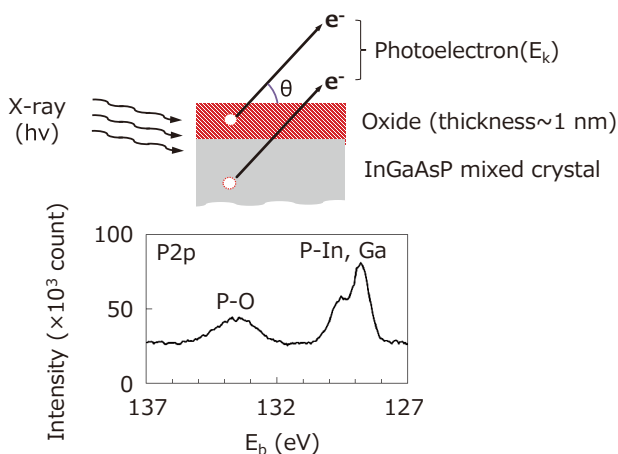 e-
Photoelectron(Eₖ)
e-
θ
X-ray
(hν)
Oxide (thickness~1 nm)
InGaAsP mixed crystal
100
P2p
P-In, Ga
P-O
50
0
137
132
127
Intensity (×10³ count)
E_b (eV)